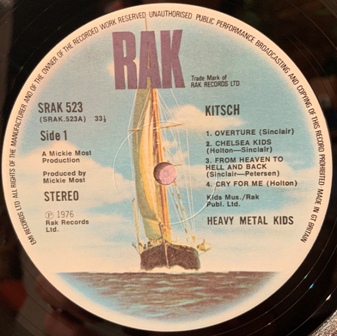 EMI RECORDS LTD ALL RIGHTS OF THE MANUFACTURER AND OF THE OWNER OF THE RECORDED WORK RESERVED UNAUTHORISED PUBLIC PERFORMANCE BROADCASTING AND COPYING OF THIS RECORD PROHIBITED MADE IN GT BRITAIN
RAK
Trade Mark of
RAK RECORDS LTD.
SRAK 523
(SRAK.523A) 33⅓
Side 1
A Mickie Most
Production
Produced by
Mickie Most
STEREO
Ⓟ 1976
Rak Records
Ltd.
KITSCH
1. OVERTURE (Sinclair)
2. CHELSEA KIDS
(Holton—Sinclair)
3. FROM HEAVEN TO
HELL AND BACK
(Sinclair—Petersen)
4. CRY FOR ME (Holton)
Kids Mus./Rak
Publ. Ltd.
HEAVY METAL KIDS